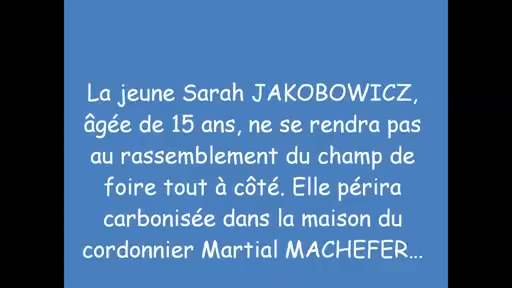 La jeune Sarah JAKOBOWICZ,
âgée de 15 ans, ne se rendra pas
au rassemblement du champ de
foire tout à côté. Elle périra
carbonisée dans la maison du
cordonnier Martial MACHEFER...